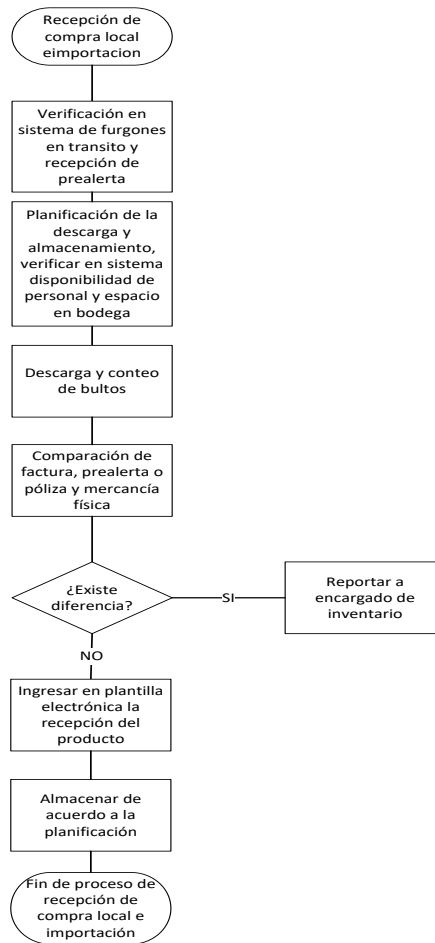 Recepción de
compra local
eimportacion
Verificación en
sistema de furgones
en transito y
recepción de
prealerta
Planificación de la
descarga y
almacenamiento,
verificar en sistema
disponibilidad de
personal y espacio
en bodega
Descarga y conteo
de bultos
Comparación de
factura, prealerta o
póliza y mercancía
física
¿Existe
diferencia?
SI
Reportar a
encargado de
inventario
NO
Ingresar en plantilla
electrónica la
recepción del
producto
Almacenar de
acuerdo a la
planificación
Fin de proceso de
recepción de
compra local e
importación